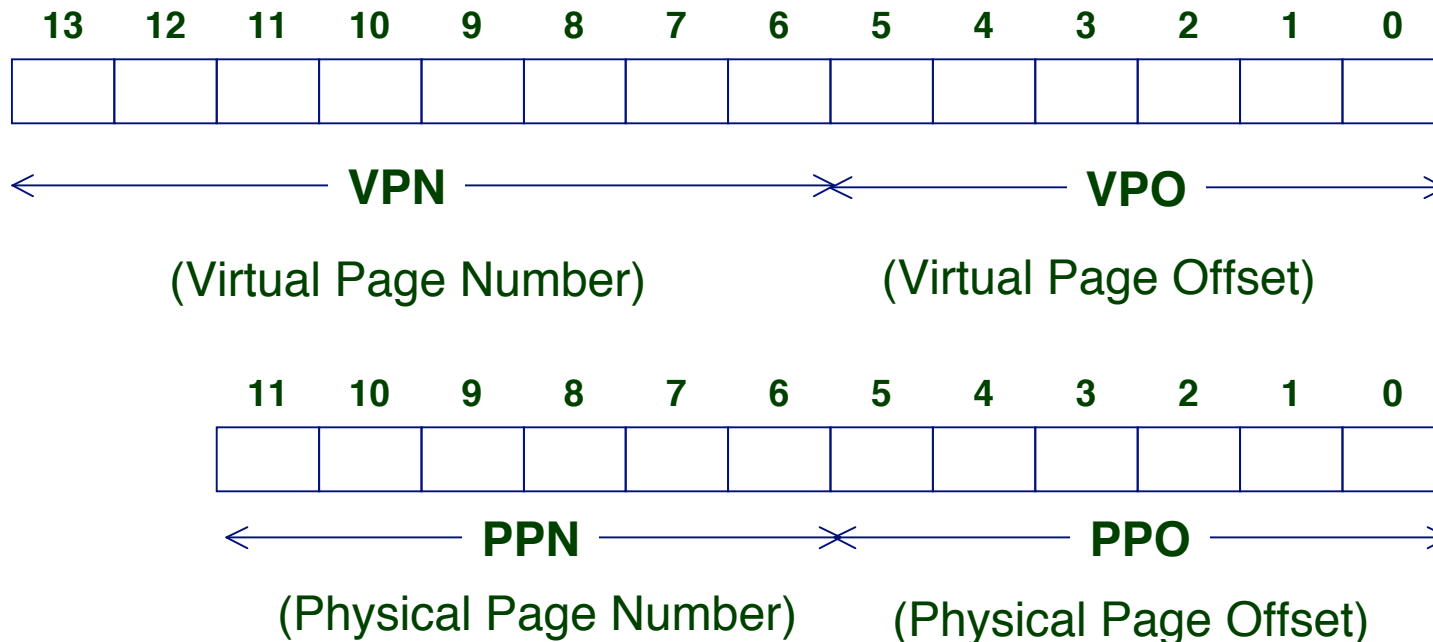 13 12 11 10 9 8 7 6 5 4 3 2 1 0
VPN VPO
(Virtual Page Number) (Virtual Page Offset)
11 10 9 8 7 6 5 4 3 2 1 0
PPN PPO
(Physical Page Number) (Physical Page Offset)